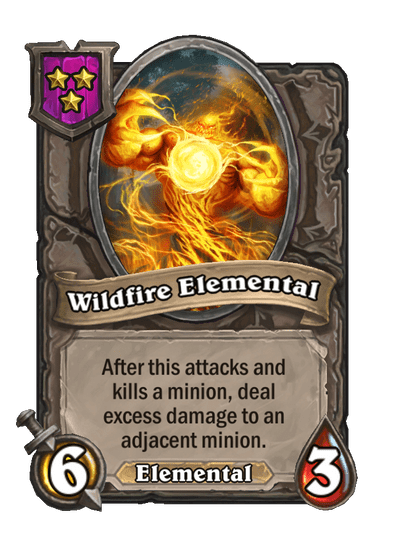 Wildfire Elemental
After this attacks and
kills a minion, deal
excess damage to an
adjacent minion.
Elemental
6
3